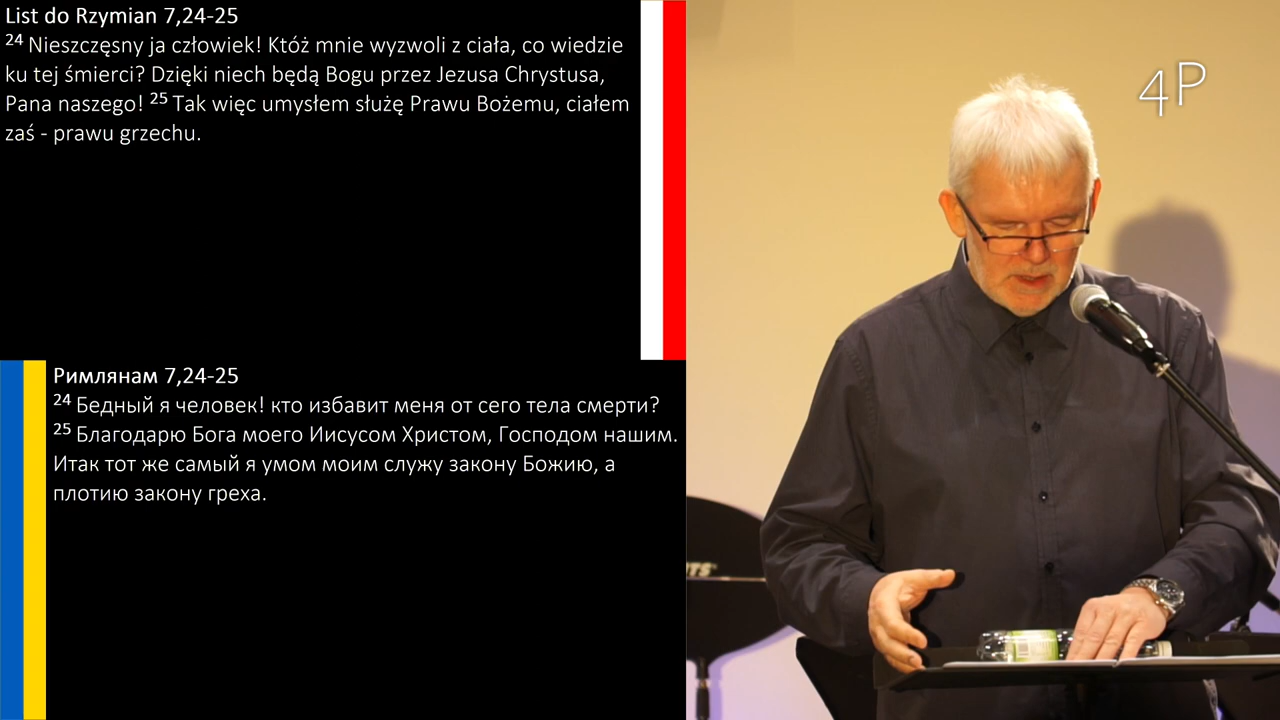 List do Rzymian 7,24-25
24 Nieszczęsny ja człowiek! Któż mnie wyzwoli z ciała, co wiedzie
ku tej śmierci? Dzięki niech będą Bogu przez Jezusa Chrystusa,
Pana naszego! 25 Tak więc umysłem służę Prawu Bożemu, ciałem
zaś - prawu grzechu.
Римлянам 7,24-25
24 Бедный я человек! кто избавит меня от сего тела смерти?
25 Благодарю Бога моего Иисусом Христом, Господом нашим.
Итак тот же самый я умом моим служу закону Божию, а
плотию закону греха.
4P